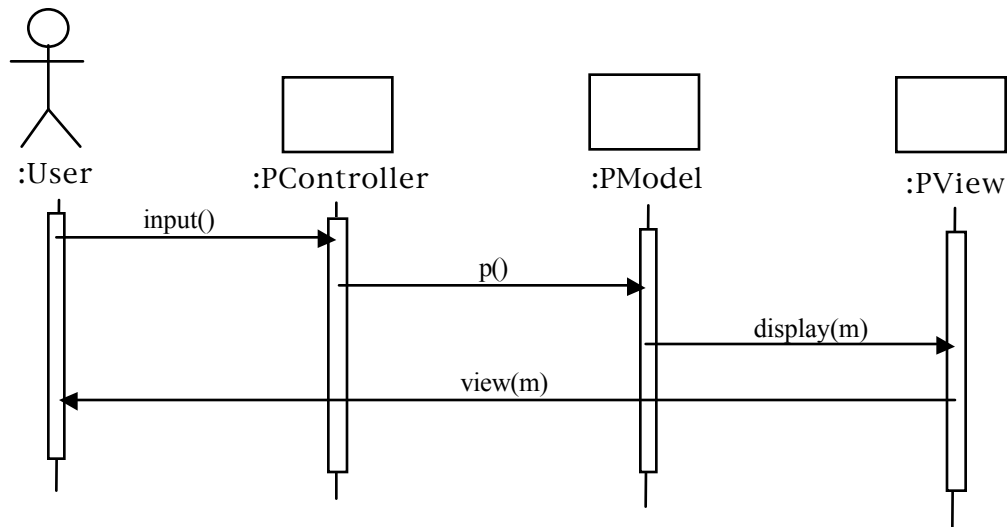 :User
:PController
:PModel
:PView
input()
p()
display(m)
view(m)